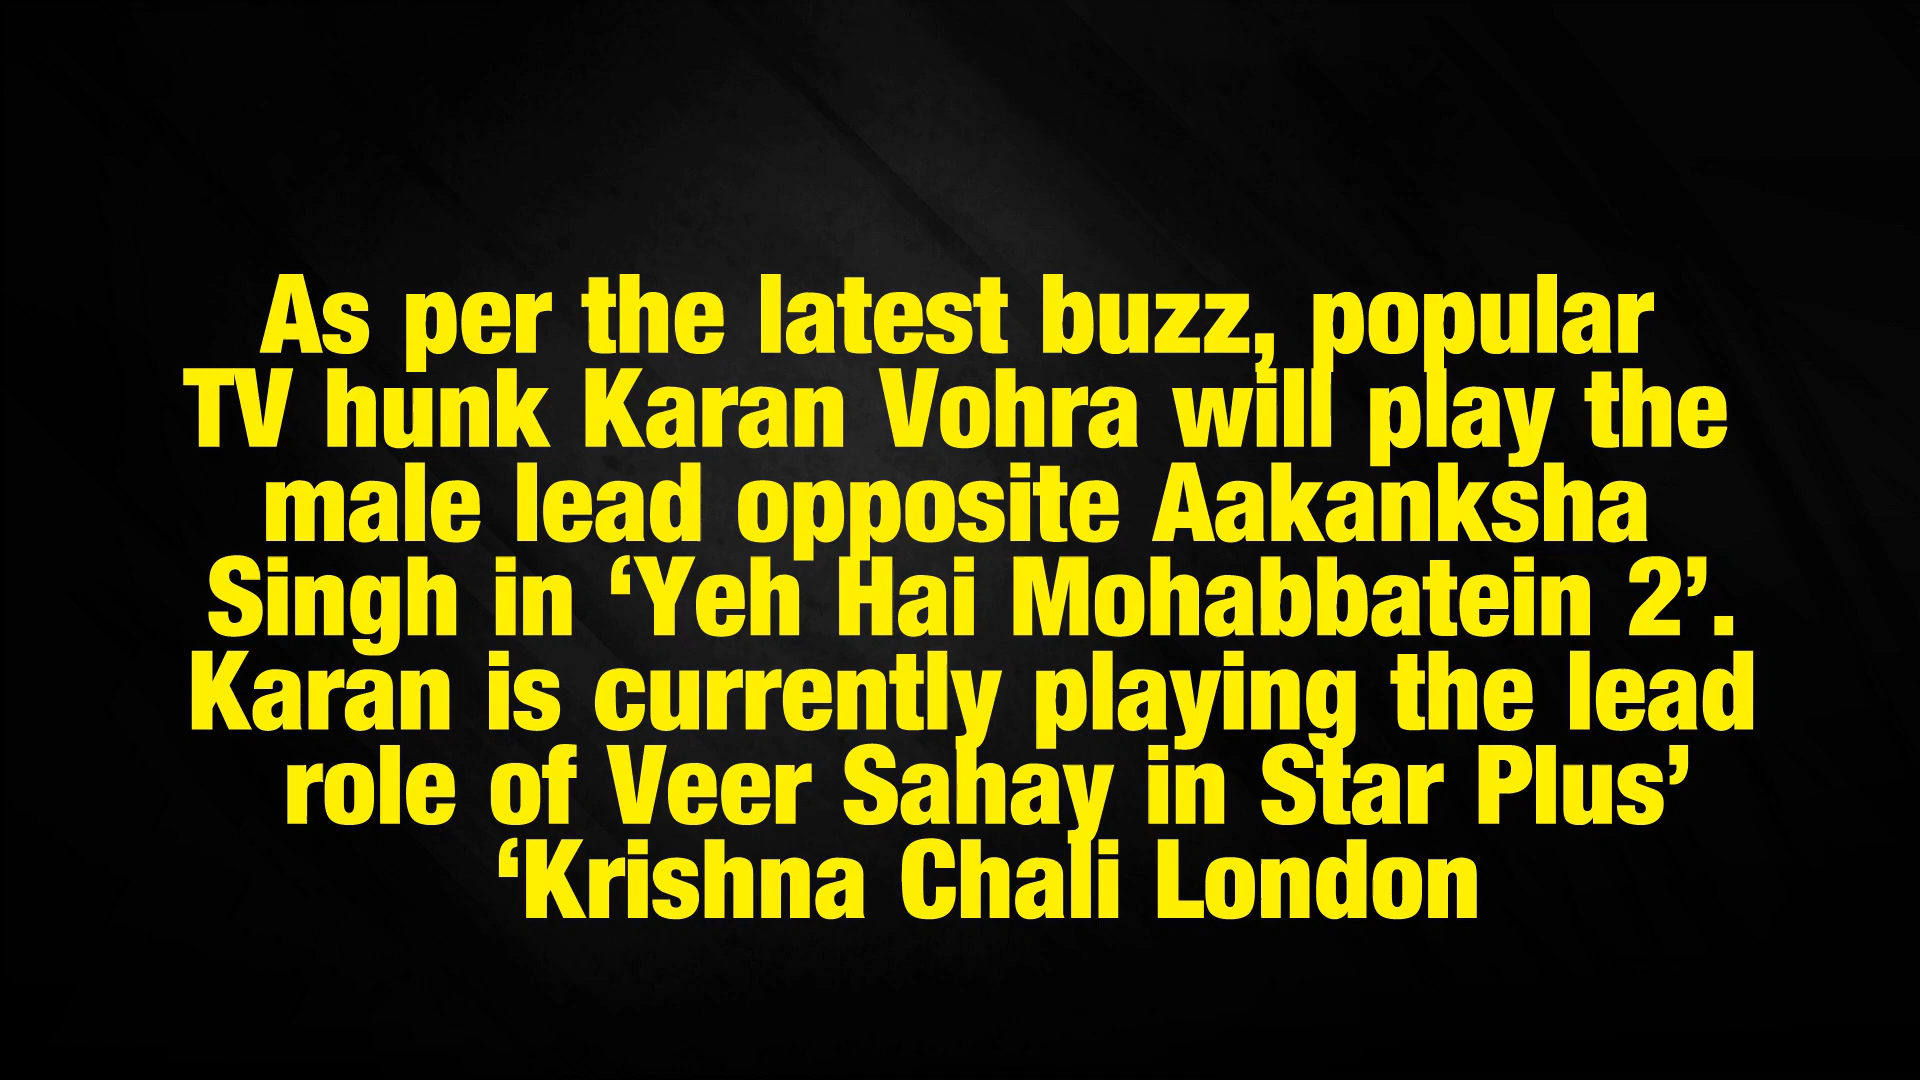 As per the latest buzz, popular
TV hunk Karan Vohra will play the
male lead opposite Aakanksha
Singh in ‘Yeh Hai Mohabbatein 2’.
Karan is currently playing the lead
role of Veer Sahay in Star Plus’
‘Krishna Chali London